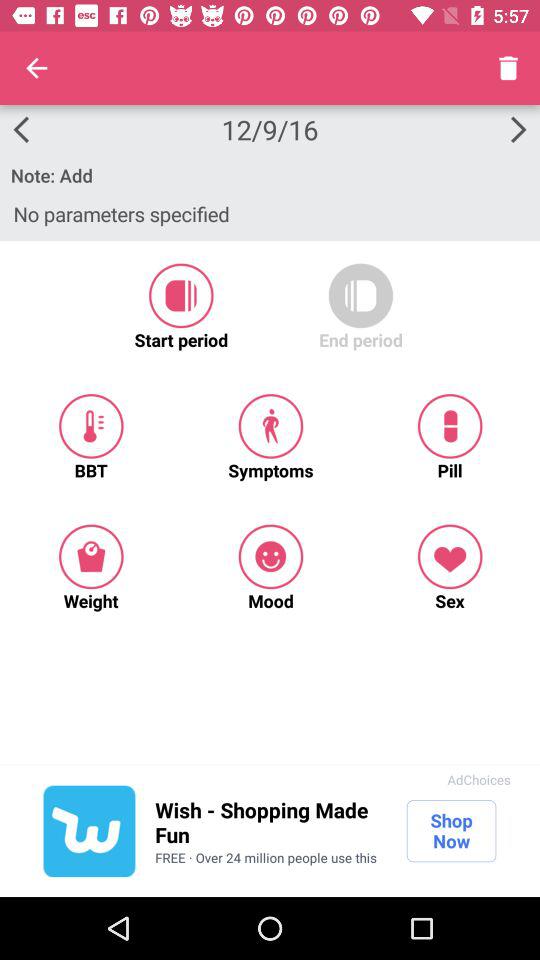 esc 5:57
12/9/16
Note: Add
No parameters specified
Start period End period
BBT Symptoms Pill
Weight Mood Sex
AdChoices
Wish - Shopping Made
Fun
FREE · Over 24 million people use this
Shop
Now